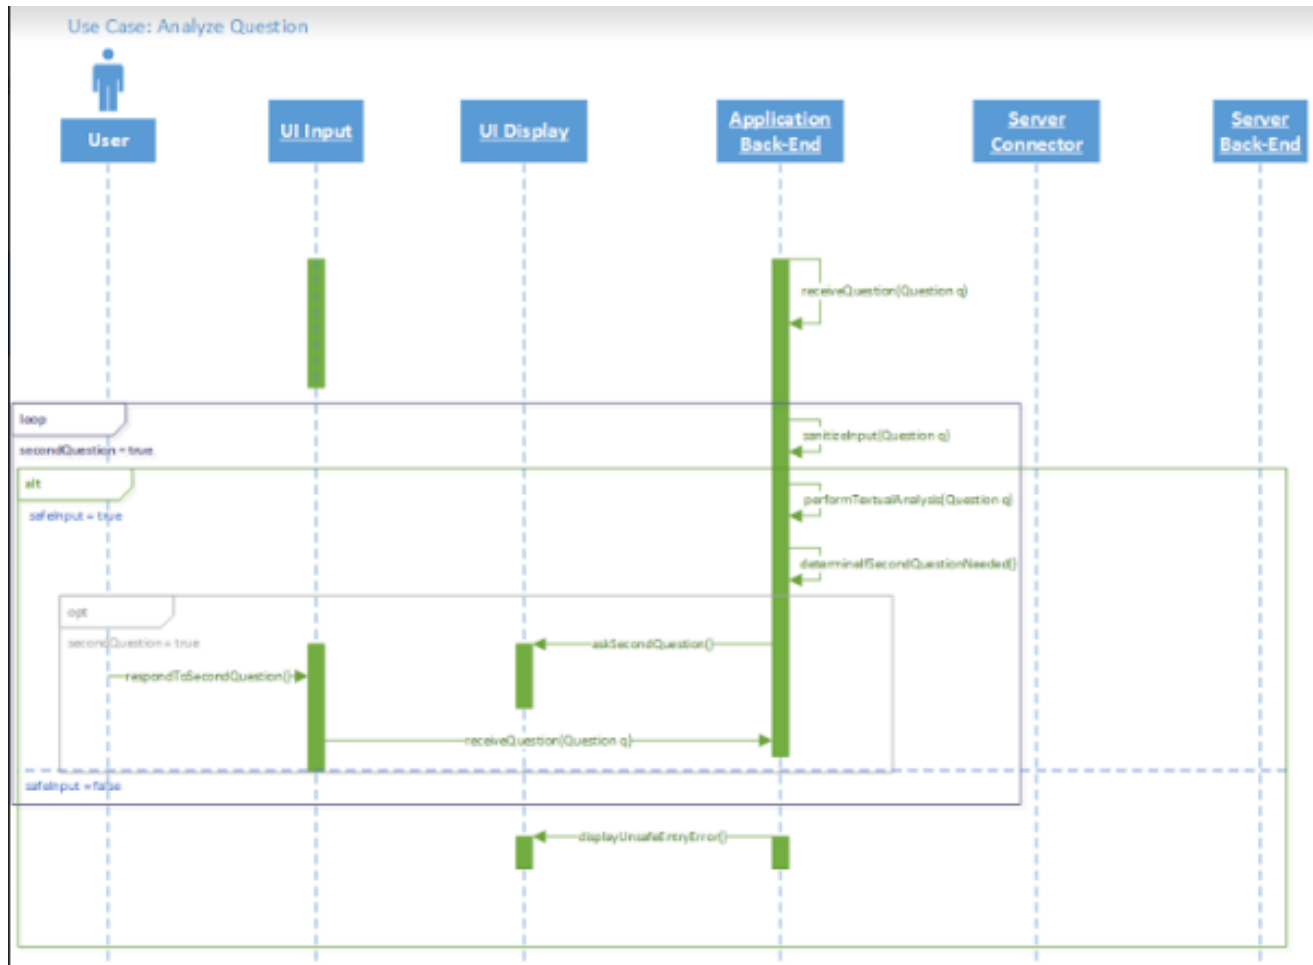 Use Case: Analyze Question
User
UI Input
UI Display
Application
Back-End
Server
Connector
Server
Back-End
receiveQuestion(Question q)
loop
sanitizeInput(Question q)
secondQuestion = true
alt
performTextualAnalysis(Question q)
safeInput = true
determineIfSecondQuestionNeeded()
opt
secondQuestion = true
askSecondQuestion()
respondToSecondQuestion()
receiveQuestion(Question q)
safeInput = false
displayUnsafeEntryError()